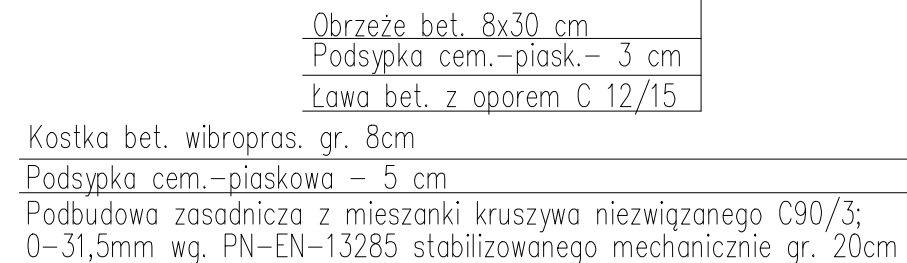 Obrzeże bet. 8x30 cm
Podsypka cem.-piask.- 3 cm
Ława bet. z oporem C 12/15
Kostka bet. wibropras. gr. 8cm
Podsypka cem.-piaskowa - 5 cm
Podbudowa zasadnicza z mieszanki kruszywa niezwiązanego C90/3;
0-31,5mm wg. PN-EN-13285 stabilizowanego mechanicznie gr. 20cm